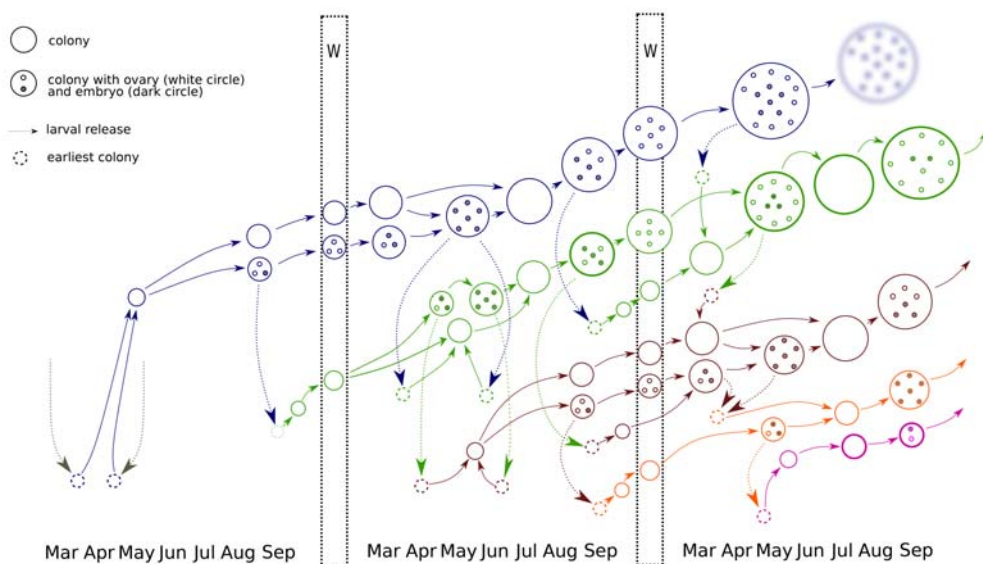 W
W
colony
colony with ovary (white circle)
and embryo (dark circle)
larval release
earliest colony
Mar Apr May Jun Jul Aug Sep
Mar Apr May Jun Jul Aug Sep
Mar Apr May Jun Jul Aug Sep